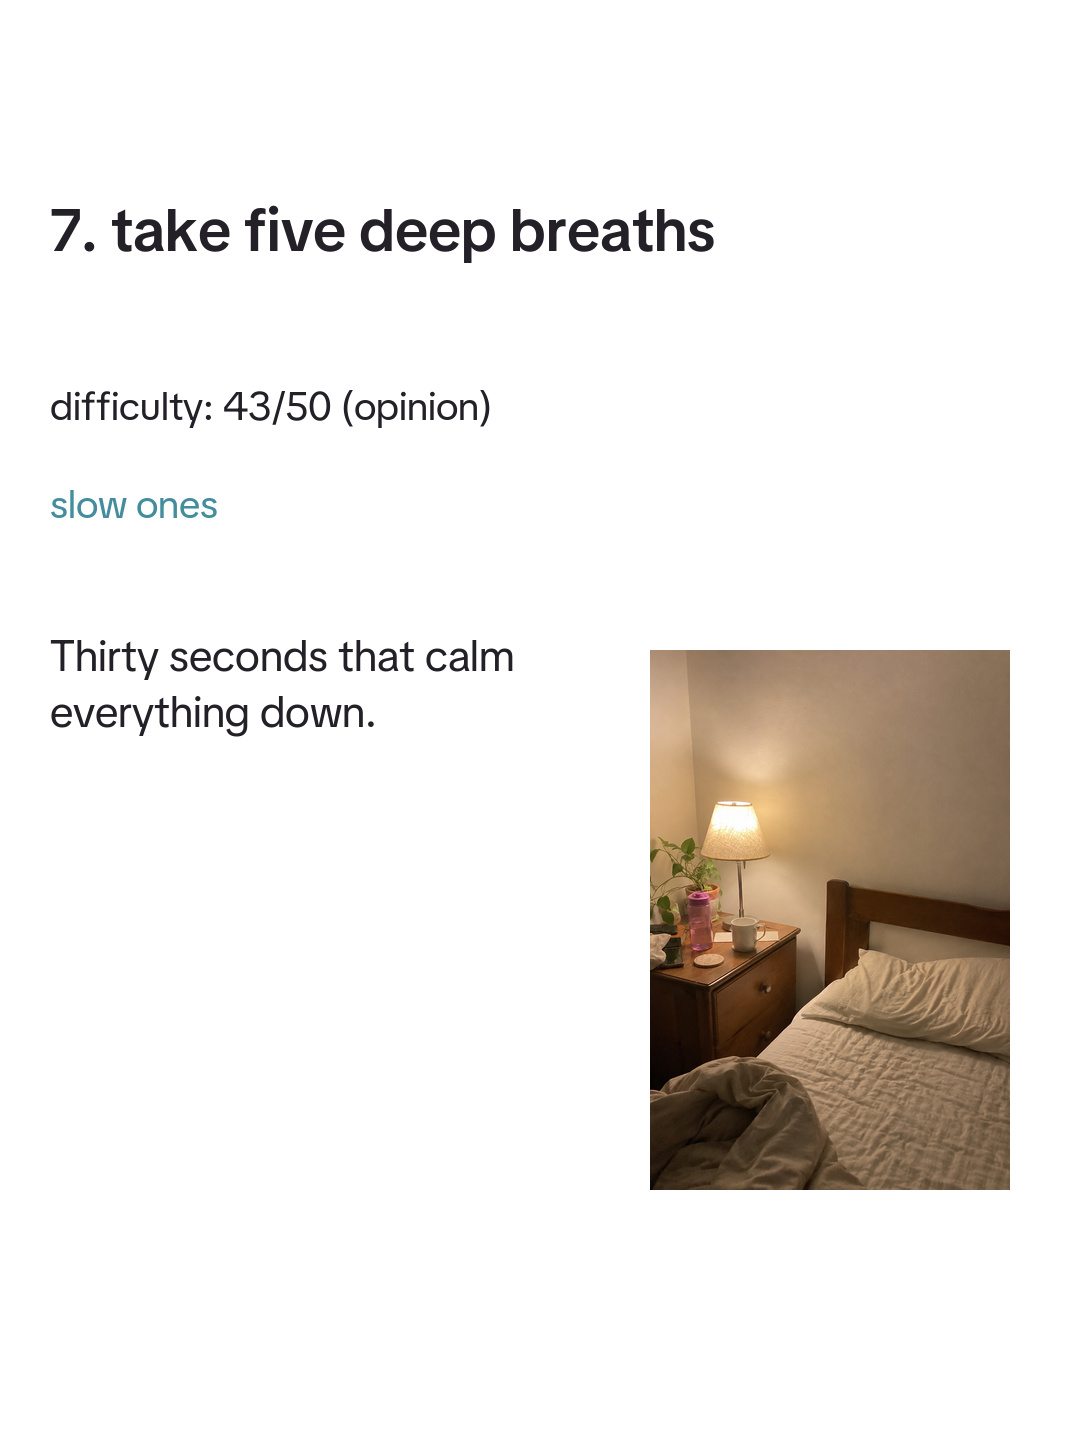 7. take five deep breaths
difficulty: 43/50 (opinion)
slow ones
Thirty seconds that calm
everything down.